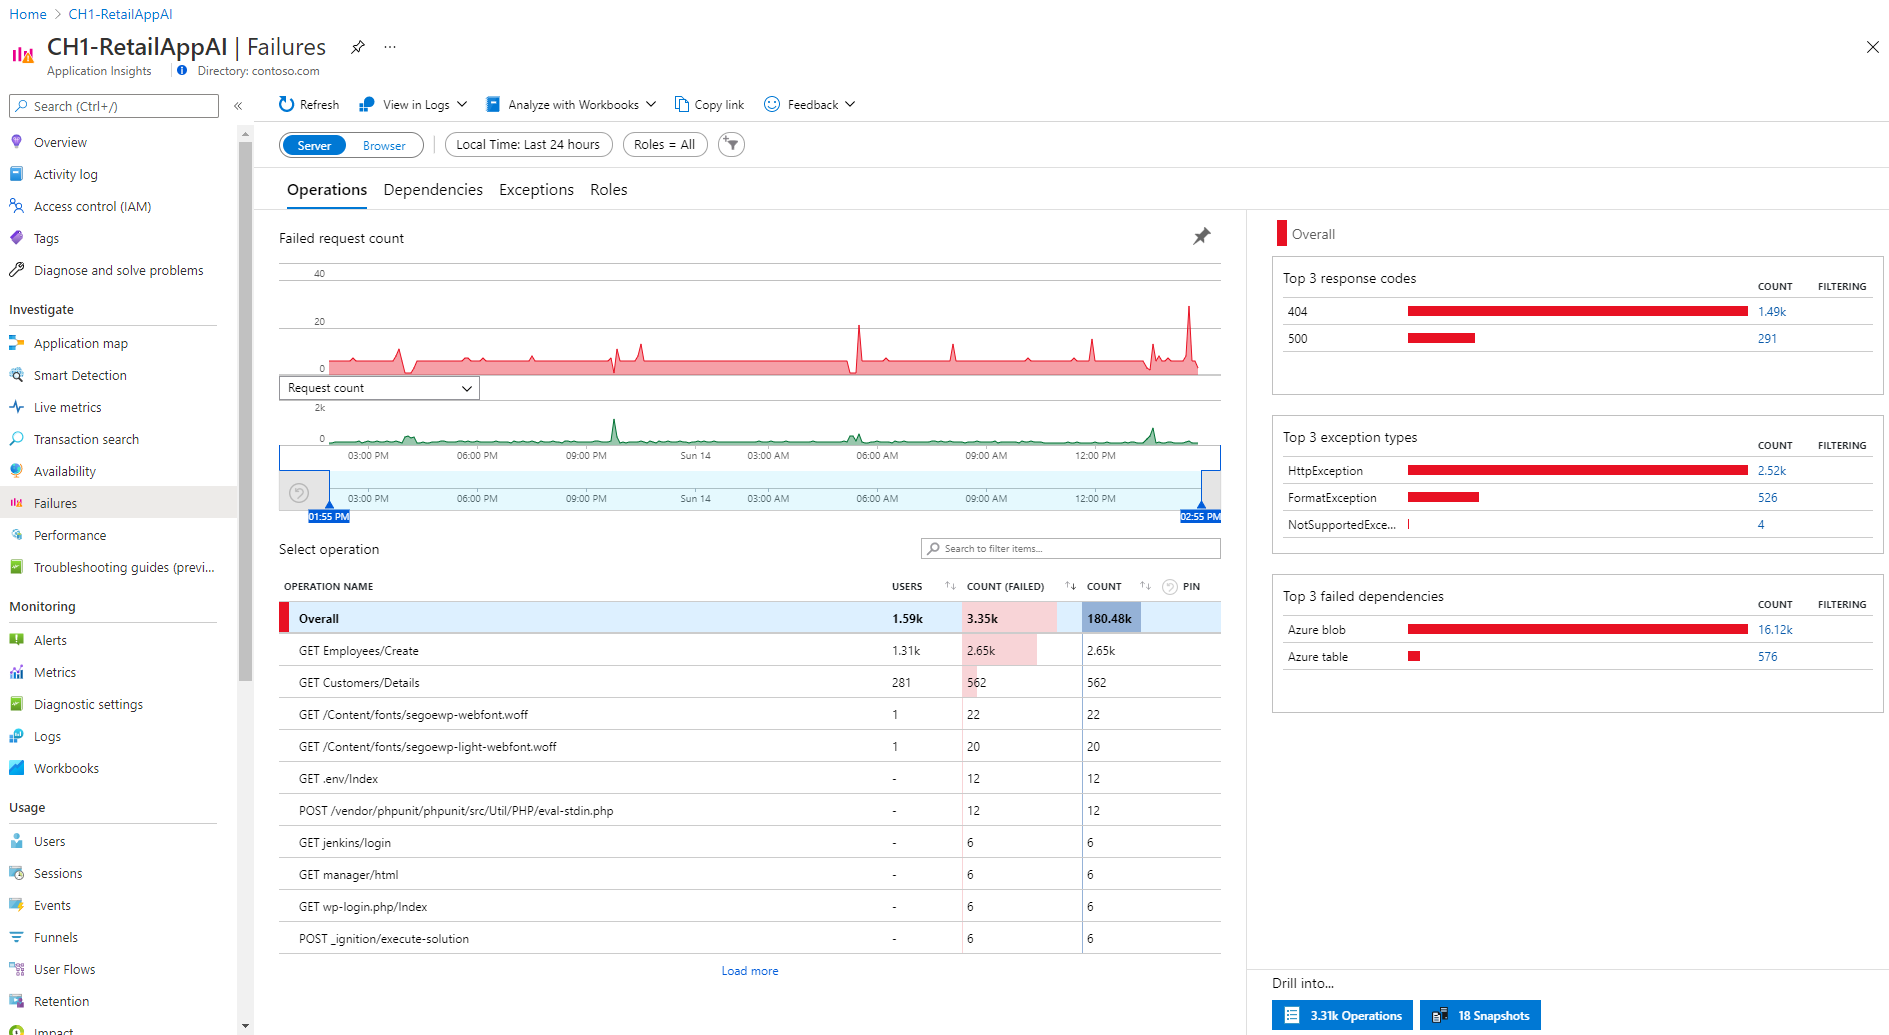 Home > CH1-RetailAppAI
CH1-RetailAppAI | Failures
Application Insights
Directory: contoso.com
Search (Ctrl+/)
Overview
Activity log
Access control (IAM)
Tags
Diagnose and solve problems
Investigate
Application map
Smart Detection
Live metrics
Transaction search
Availability
Failures
Performance
Troubleshooting guides (previ...
Monitoring
Alerts
Metrics
Diagnostic settings
Logs
Workbooks
Usage
Users
Sessions
Events
Funnels
User Flows
Retention
Impact
Refresh View in Logs Analyze with Workbooks Copy link Feedback
Server Browser Local Time: Last 24 hours Roles = All
Operations Dependencies Exceptions Roles
Failed request count
40
20
0
Request count
2k
0
03:00 PM 06:00 PM 09:00 PM Sun 14 03:00 AM 06:00 AM 09:00 AM 12:00 PM
03:00 PM 06:00 PM 09:00 PM Sun 14 03:00 AM 06:00 AM 09:00 AM 12:00 PM
01:55 PM 02:55 PM
Select operation
Search to filter items...
OPERATION NAME USERS COUNT (FAILED) COUNT PIN
Overall 1.59k 3.35k 180.48k
GET Employees/Create 1.31k 2.65k 2.65k
GET Customers/Details 281 562 562
GET /Content/fonts/segoewp-webfont.woff 1 22 22
GET /Content/fonts/segoewp-light-webfont.woff 1 20 20
GET .env/Index - 12 12
POST /vendor/phpunit/phpunit/src/Util/PHP/eval-stdin.php - 12 12
GET jenkins/login - 6 6
GET manager/html - 6 6
GET wp-login.php/Index - 6 6
POST _ignition/execute-solution - 6 6
Load more
Overall
Top 3 response codes
COUNT FILTERING
404 1.49k
500 291
Top 3 exception types
COUNT FILTERING
HttpException 2.52k
FormatException 526
NotSupportedExce... 4
Top 3 failed dependencies
COUNT FILTERING
Azure blob 16.12k
Azure table 576
Drill into...
3.31k Operations 18 Snapshots